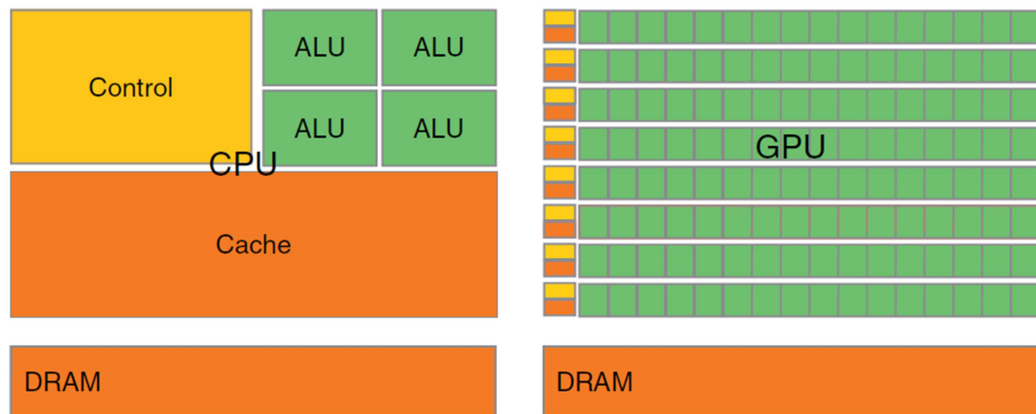 Control
ALU
ALU
ALU
ALU
CPU
Cache
DRAM
GPU
DRAM